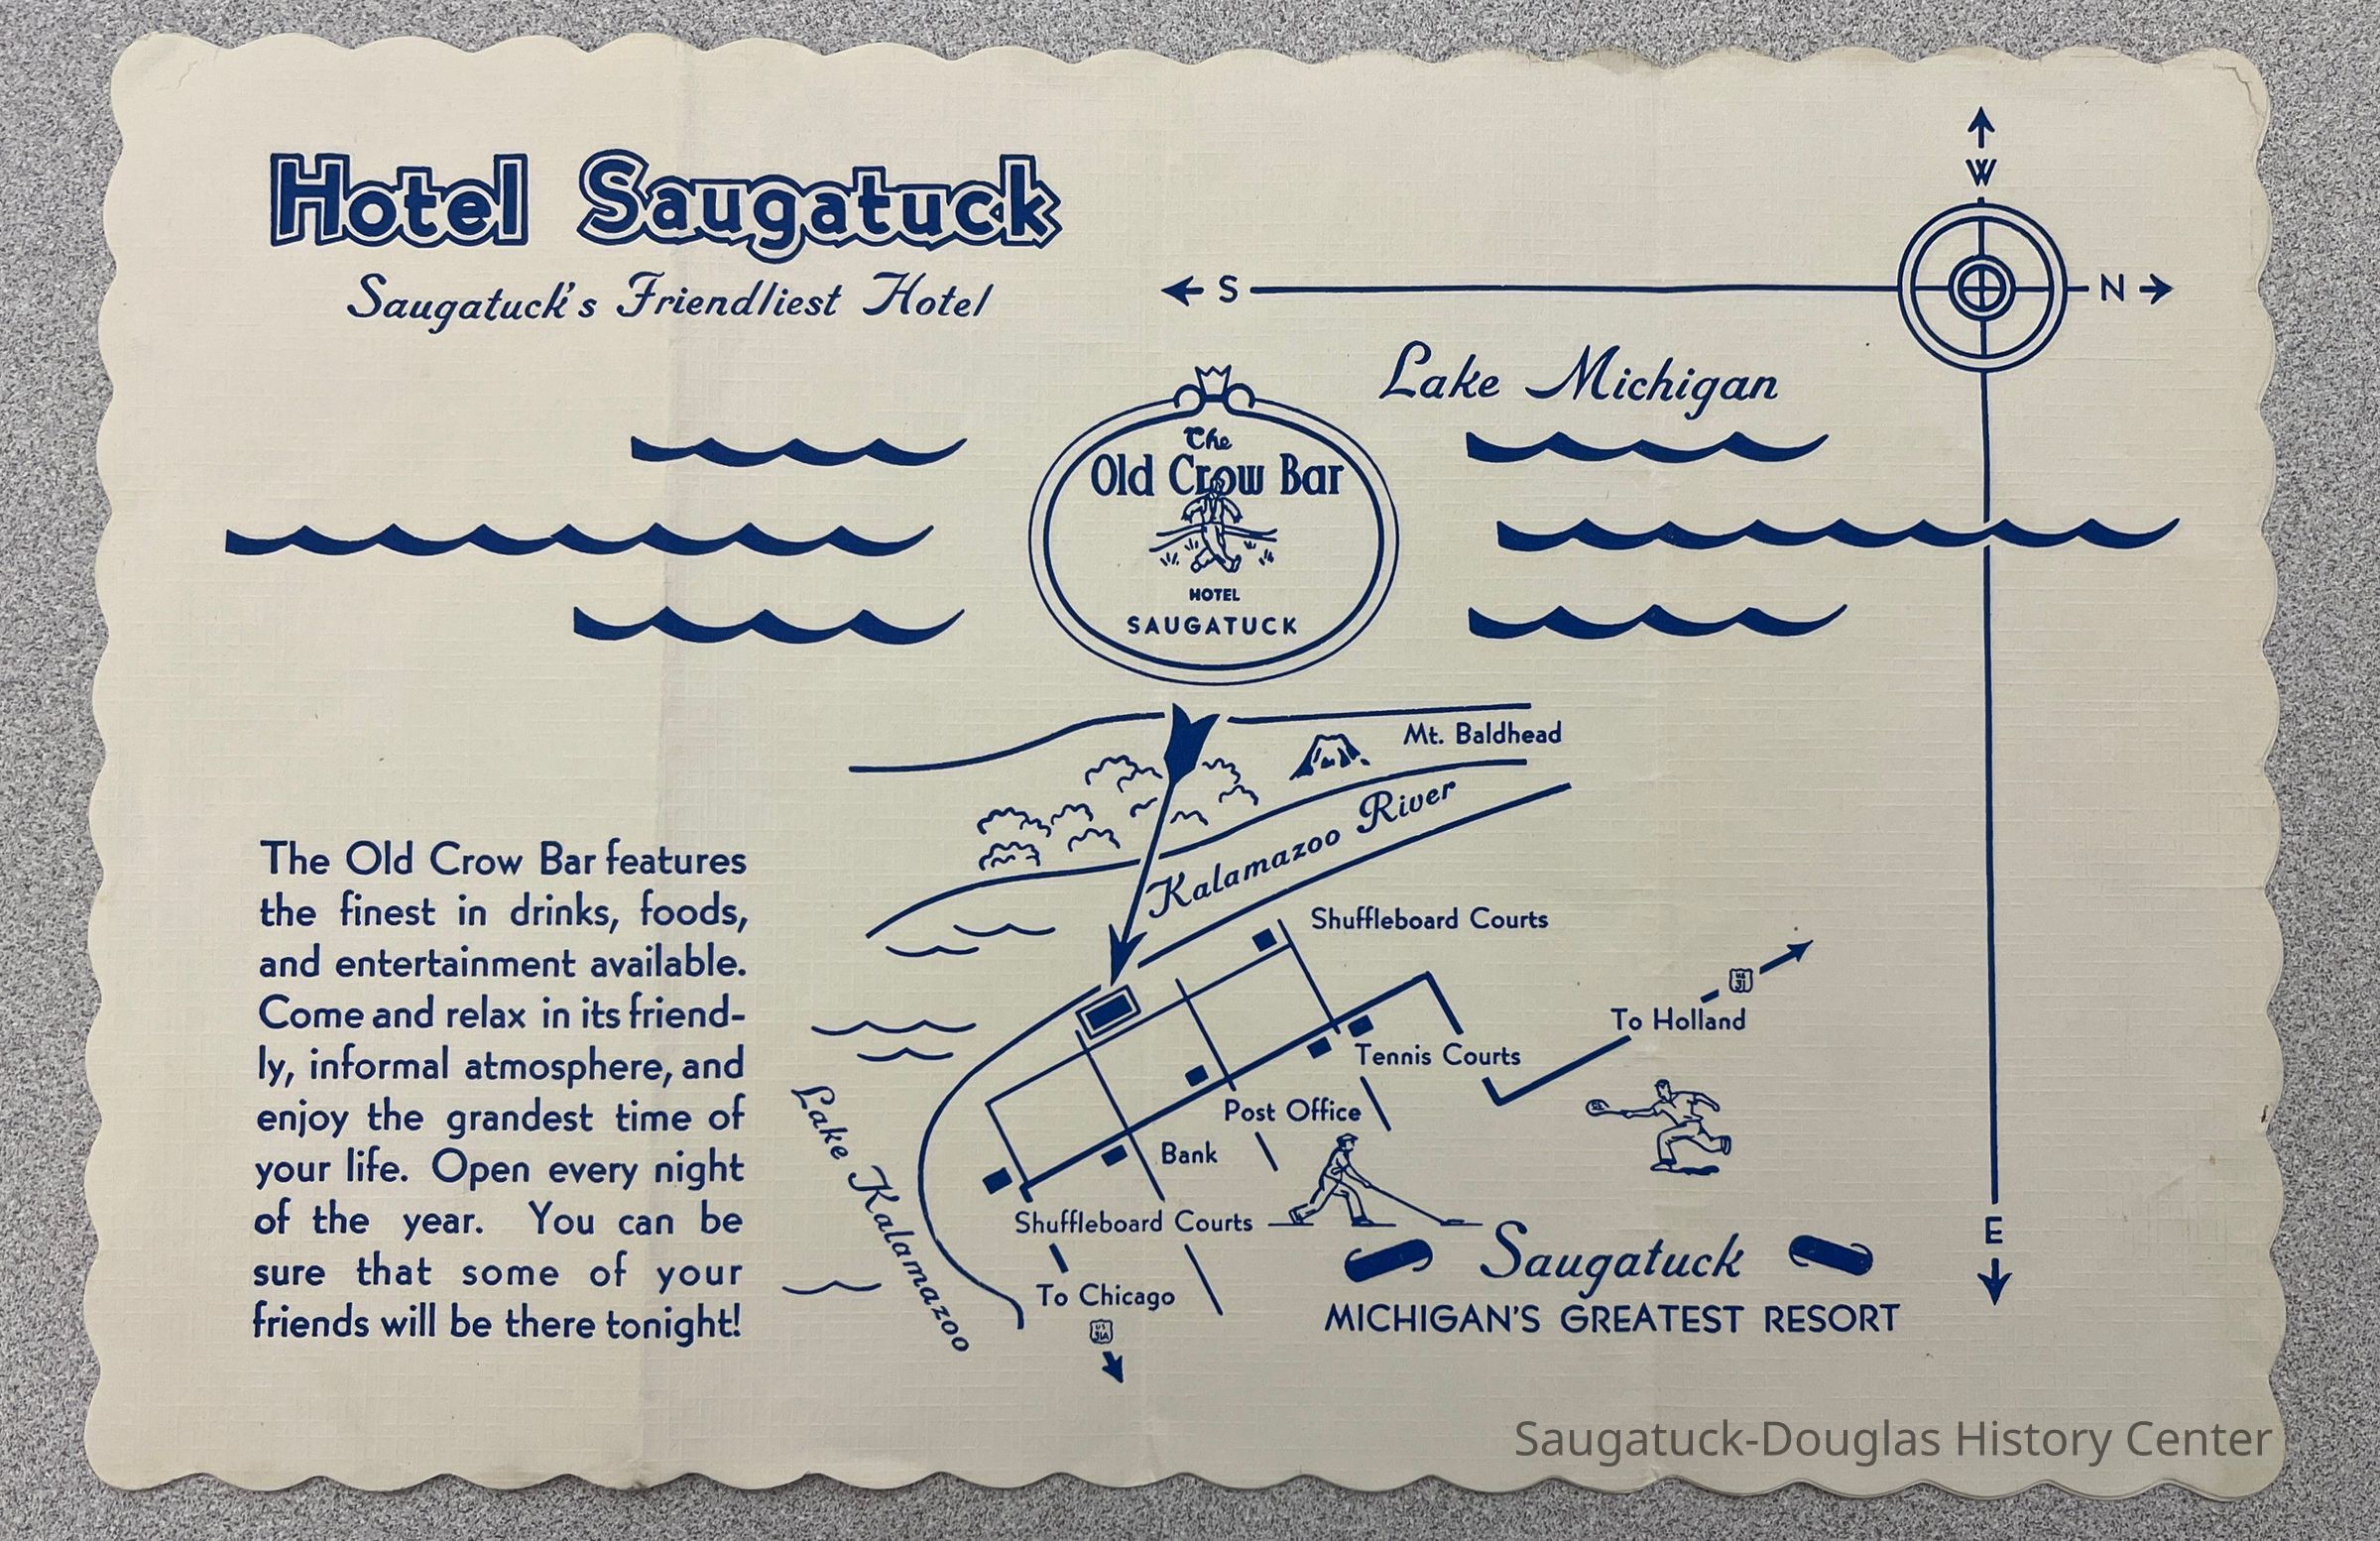 Hotel Saugatuck
Saugatuck's Friendliest Hotel
W
S
N
Lake Michigan
The
Old Crow Bar
HOTEL
SAUGATUCK
Mt. Baldhead
Kalamazoo River
The Old Crow Bar features
the finest in drinks, foods,
and entertainment available.
Come and relax in its friend-
ly, informal atmosphere, and
enjoy the grandest time of
your life. Open every night
of the year. You can be
sure that some of your
friends will be there tonight!
Shuffleboard Courts
US
31
To Holland
Tennis Courts
Post Office
Bank
Lake Kalamazoo
Shuffleboard Courts
To Chicago
US
31A
E
Saugatuck
MICHIGAN'S GREATEST RESORT
Saugatuck-Douglas History Center